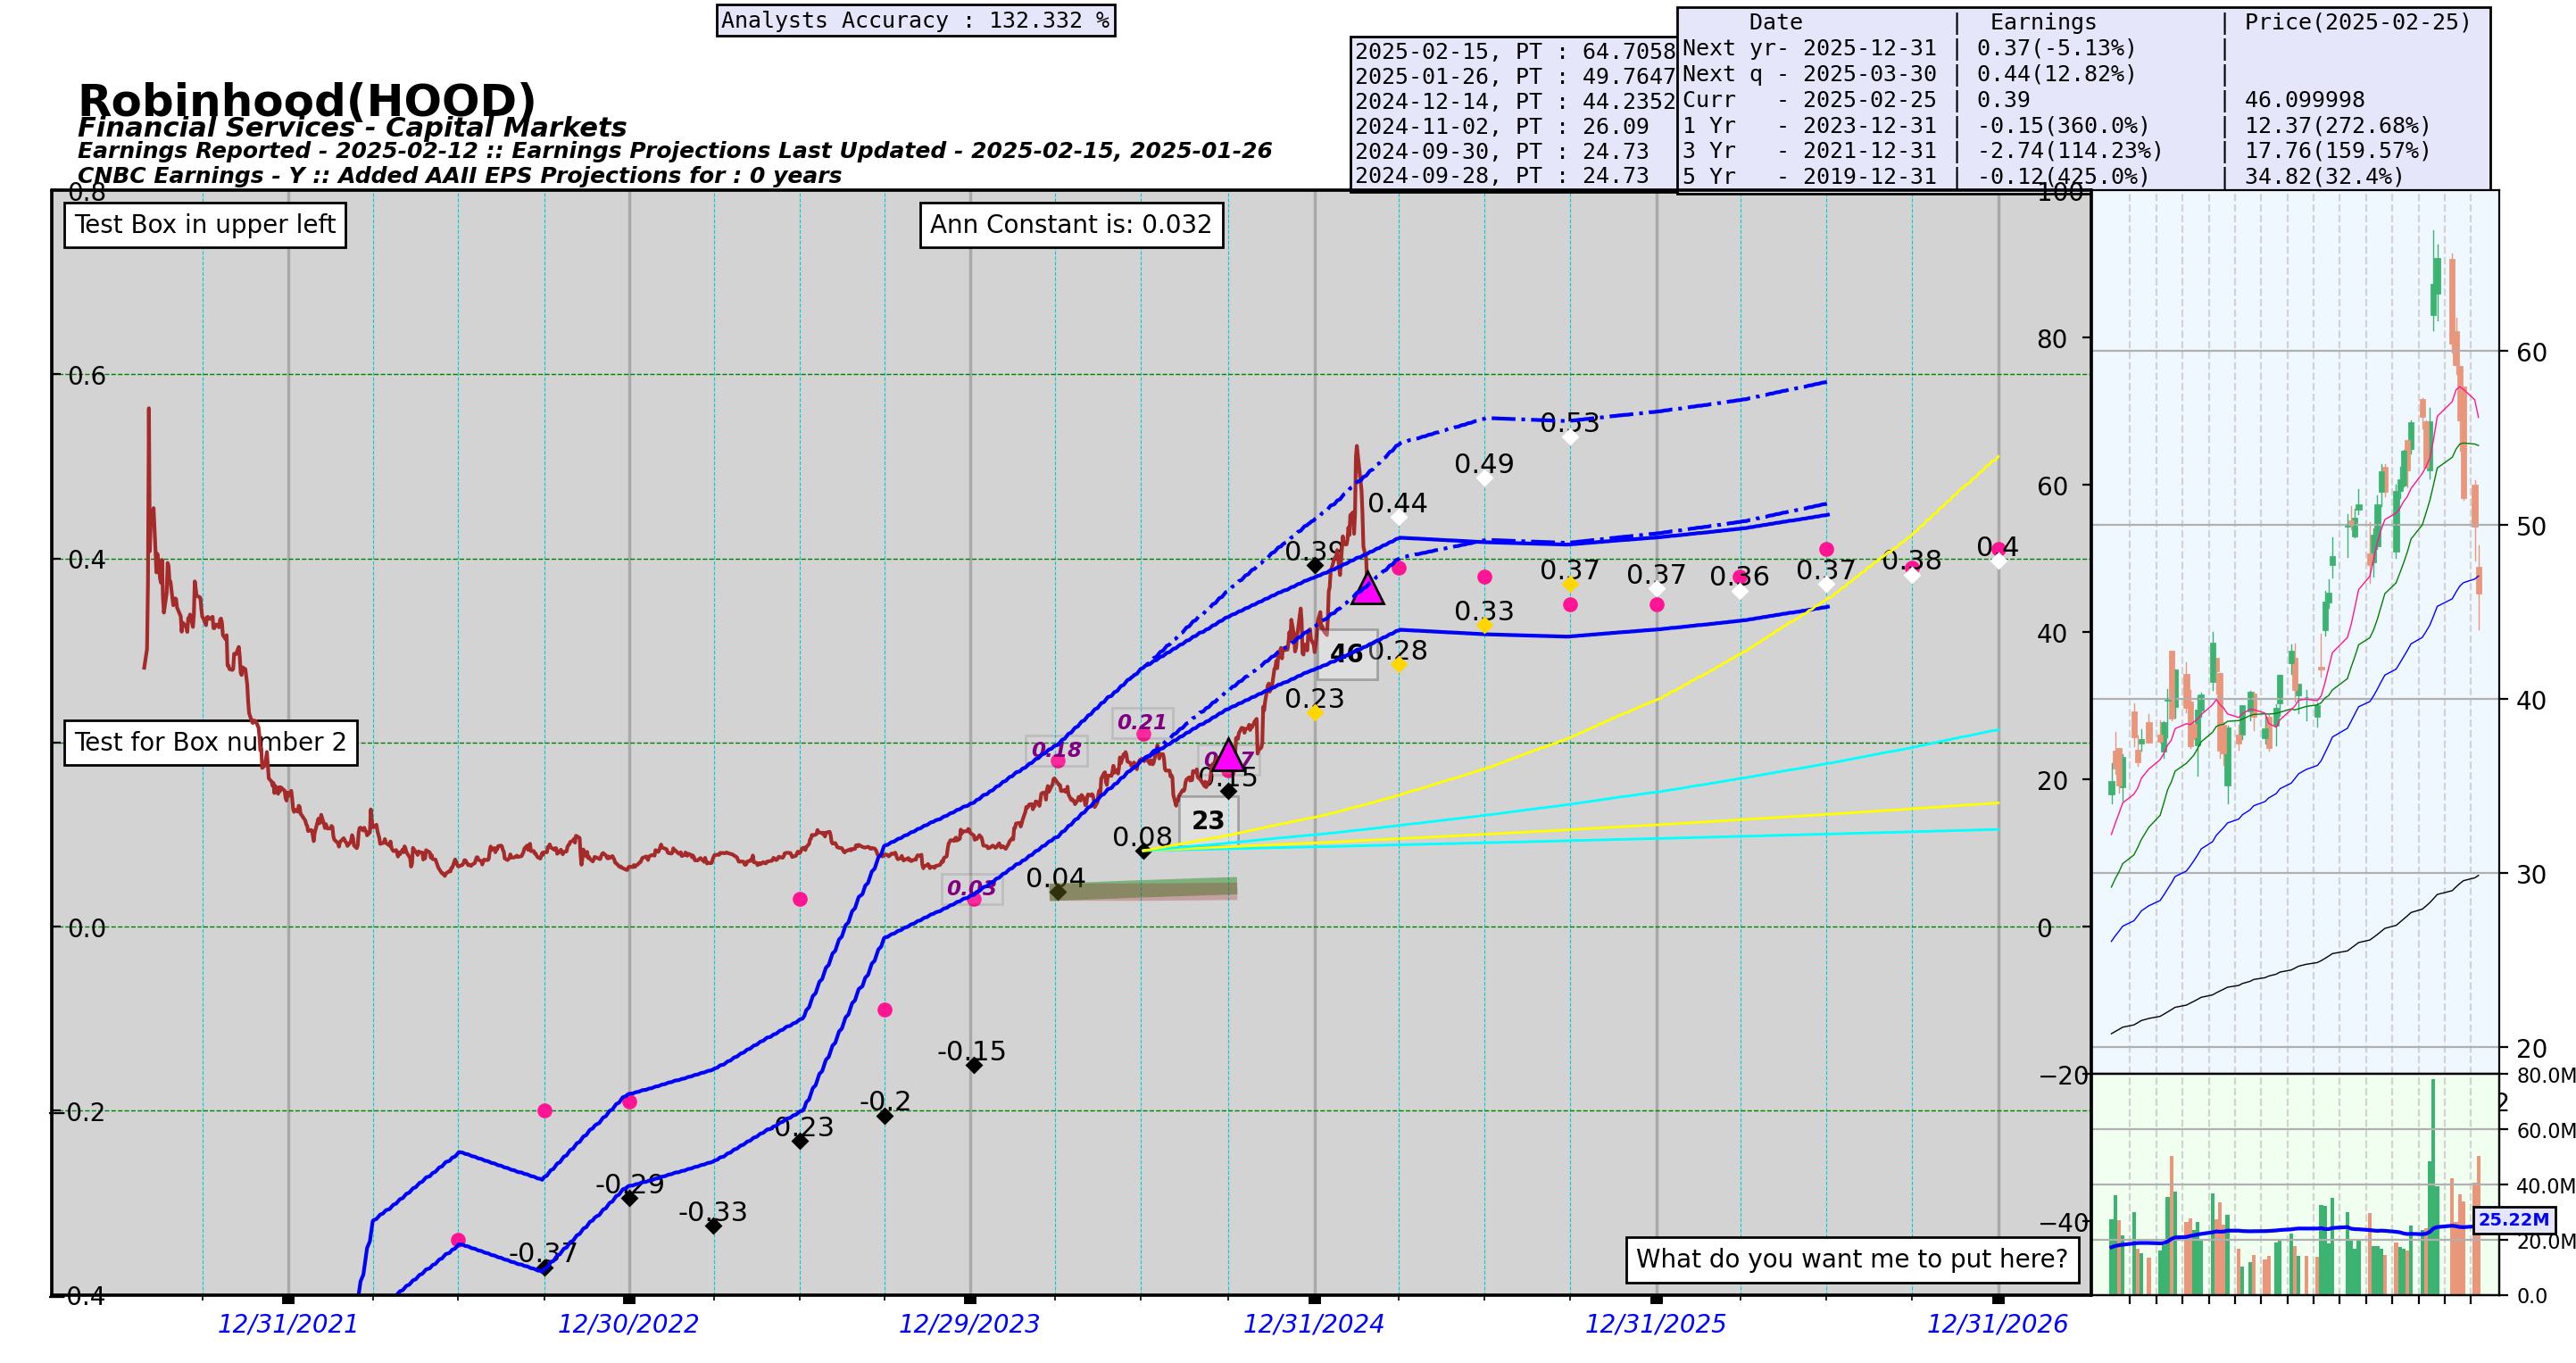 Analysts Accuracy : 132.332 %
Date | Earnings | Price(2025-02-25)
Next yr- 2025-12-31 | 0.37(-5.13%) |
Next q - 2025-03-30 | 0.44(12.82%) |
Curr - 2025-02-25 | 0.39 | 46.099998
1 Yr - 2023-12-31 | -0.15(360.0%) | 12.37(272.68%)
3 Yr - 2021-12-31 | -2.74(114.23%) | 17.76(159.57%)
5 Yr - 2019-12-31 | -0.12(425.0%) | 34.82(32.4%)
2025-02-15, PT : 64.7058
2025-01-26, PT : 49.7647
2024-12-14, PT : 44.2352
2024-11-02, PT : 26.09
2024-09-30, PT : 24.73
2024-09-28, PT : 24.73
Robinhood(HOOD)
Financial Services - Capital Markets
Earnings Reported - 2025-02-12 :: Earnings Projections Last Updated - 2025-02-15, 2025-01-26
CNBC Earnings - Y :: Added AAII EPS Projections for : 0 years
Test Box in upper left
Ann Constant is: 0.032
Test for Box number 2
What do you want me to put here?
0.8
0.6
0.4
0.0
-0.2
-0.4
100
80
60
40
20
0
−20
−40
60
50
40
30
20
80.0M
60.0M
40.0M
20.0M
0.0
25.22M
0.53
0.49
0.44
0.39
0.37
0.37
0.36
0.37
0.38
0.4
0.33
0.28
0.23
46
0.21
0.18
0.15
23
0.08
0.04
0.03
-0.15
-0.2
0.23
-0.29
-0.33
-0.37
12/31/2021
12/30/2022
12/29/2023
12/31/2024
12/31/2025
12/31/2026